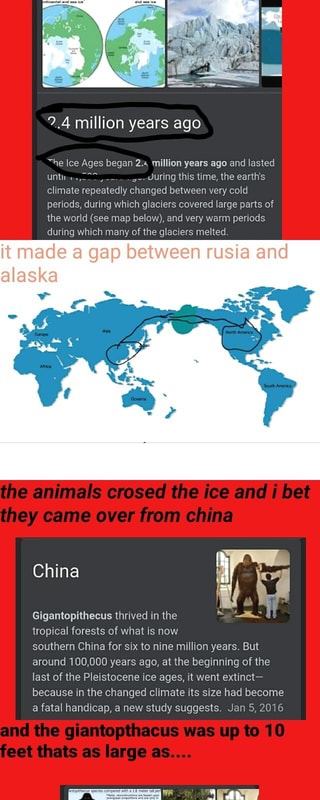 and sea ice
2.4 million years ago
The Ice Ages began 2.4 million years ago and lasted
until During this time, the earth's
climate repeatedly changed between very cold
periods, during which glaciers covered large parts of
the world (see map below), and very warm periods
during which many of the glaciers melted.
it made a gap between rusia and
alaska
Europe
Asia
North America
Africa
South America
Oceania
the animals crosed the ice and i bet
they came over from china
China
Gigantopithecus thrived in the
tropical forests of what is now
southern China for six to nine million years. But
around 100,000 years ago, at the beginning of the
last of the Pleistocene ice ages, it went extinct—
because in the changed climate its size had become
a fatal handicap, a new study suggests. Jan 5, 2016
and the giantopthacus was up to 10
feet thats as large as....